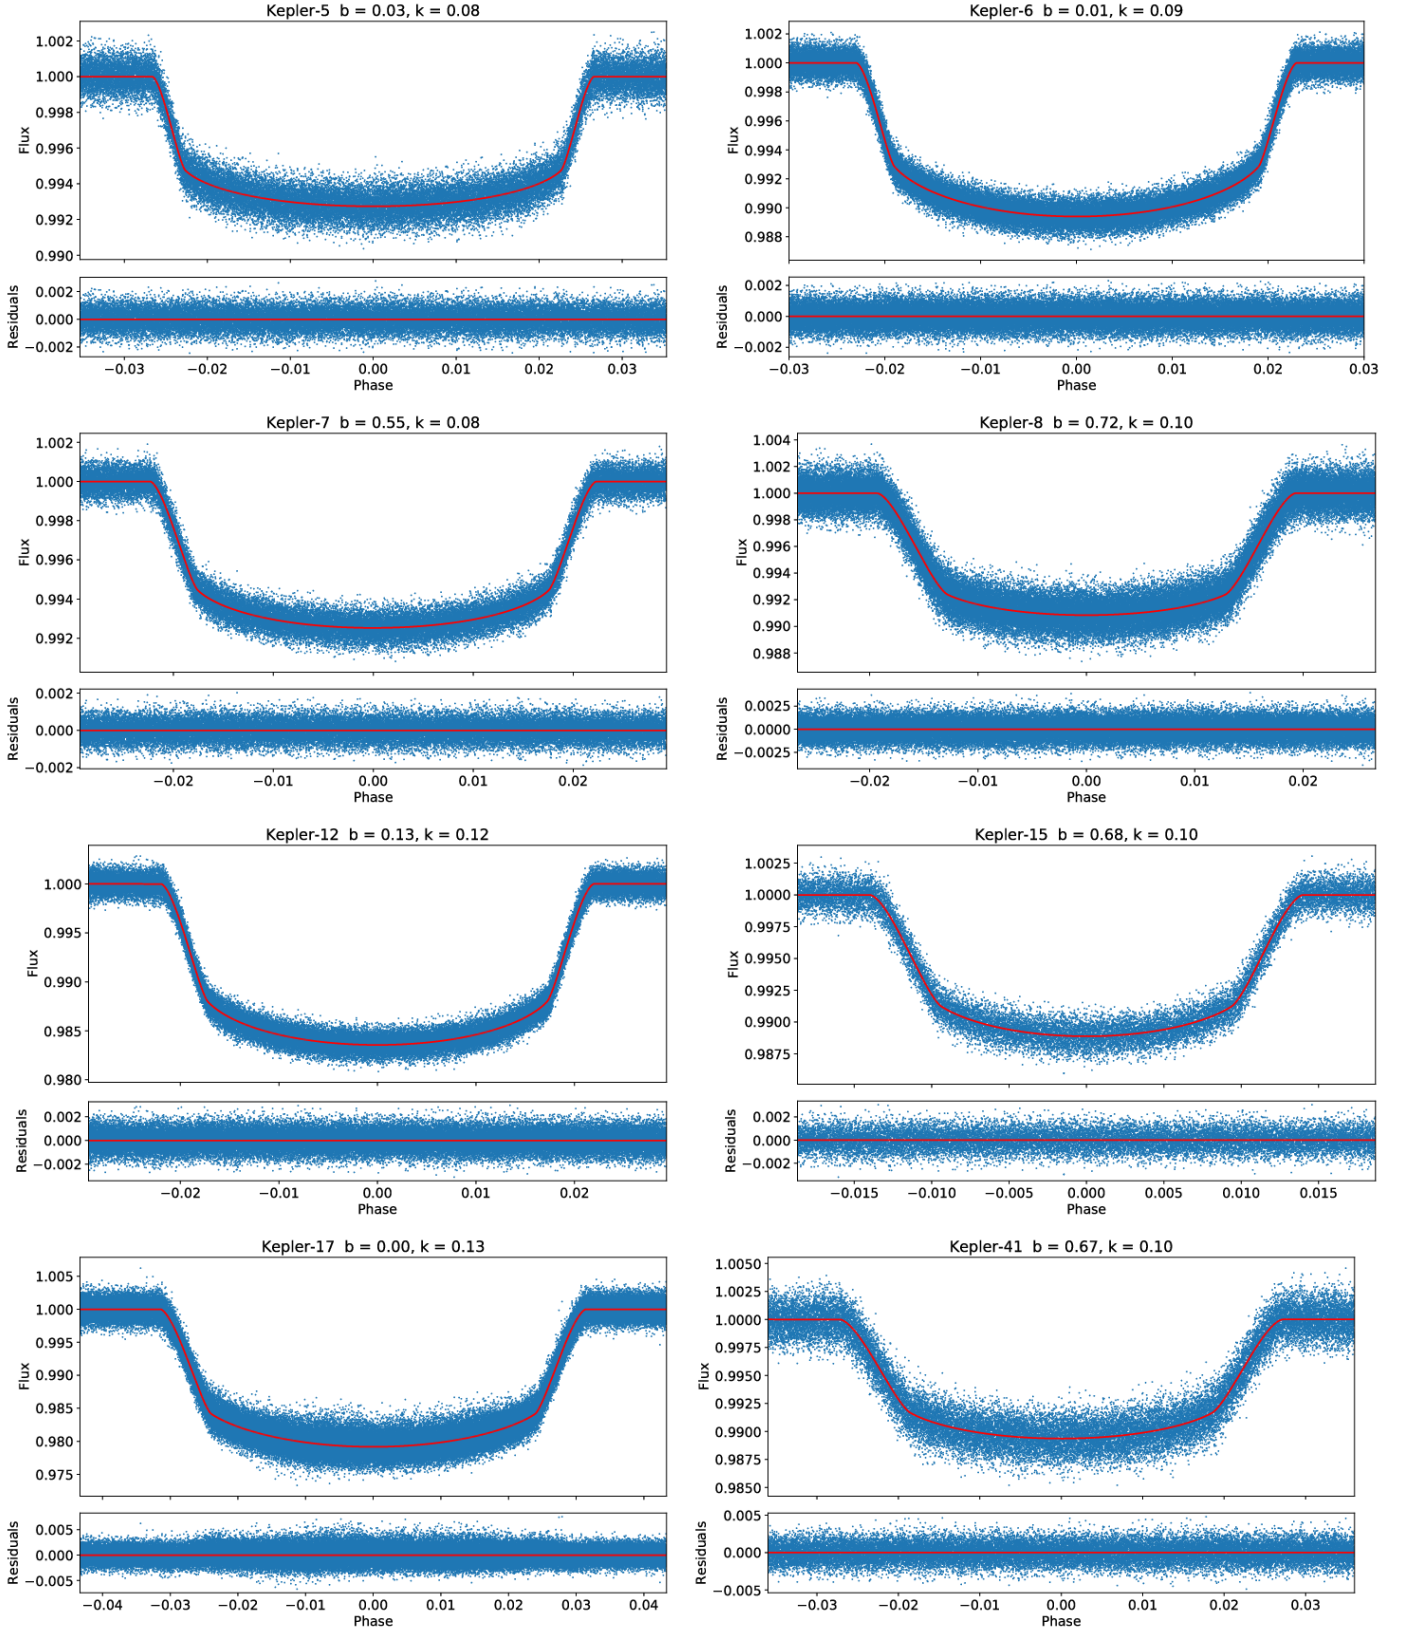 Kepler-5 b = 0.03, k = 0.08
1.002
1.000
0.998
0.996
0.994
0.992
0.990
Flux
0.002
0.000
−0.002
Residuals
−0.03 −0.02 −0.01 0.00 0.01 0.02 0.03
Phase
Kepler-6 b = 0.01, k = 0.09
1.002
1.000
0.998
0.996
0.994
0.992
0.990
0.988
Flux
0.002
0.000
−0.002
Residuals
−0.03 −0.02 −0.01 0.00 0.01 0.02 0.03
Phase
Kepler-7 b = 0.55, k = 0.08
1.002
1.000
0.998
0.996
0.994
0.992
Flux
0.002
0.000
−0.002
Residuals
−0.02 −0.01 0.00 0.01 0.02
Phase
Kepler-8 b = 0.72, k = 0.10
1.004
1.002
1.000
0.998
0.996
0.994
0.992
0.990
0.988
Flux
0.0025
0.0000
−0.0025
Residuals
−0.02 −0.01 0.00 0.01 0.02
Phase
Kepler-12 b = 0.13, k = 0.12
1.000
0.995
0.990
0.985
0.980
Flux
0.002
0.000
−0.002
Residuals
−0.02 −0.01 0.00 0.01 0.02
Phase
Kepler-15 b = 0.68, k = 0.10
1.0025
1.0000
0.9975
0.9950
0.9925
0.9900
0.9875
Flux
0.002
0.000
−0.002
Residuals
−0.015 −0.010 −0.005 0.000 0.005 0.010 0.015
Phase
Kepler-17 b = 0.00, k = 0.13
1.005
1.000
0.995
0.990
0.985
0.980
0.975
Flux
0.005
0.000
−0.005
Residuals
−0.04 −0.03 −0.02 −0.01 0.00 0.01 0.02 0.03 0.04
Phase
Kepler-41 b = 0.67, k = 0.10
1.0050
1.0025
1.0000
0.9975
0.9950
0.9925
0.9900
0.9875
0.9850
Flux
0.005
0.000
−0.005
Residuals
−0.03 −0.02 −0.01 0.00 0.01 0.02 0.03
Phase